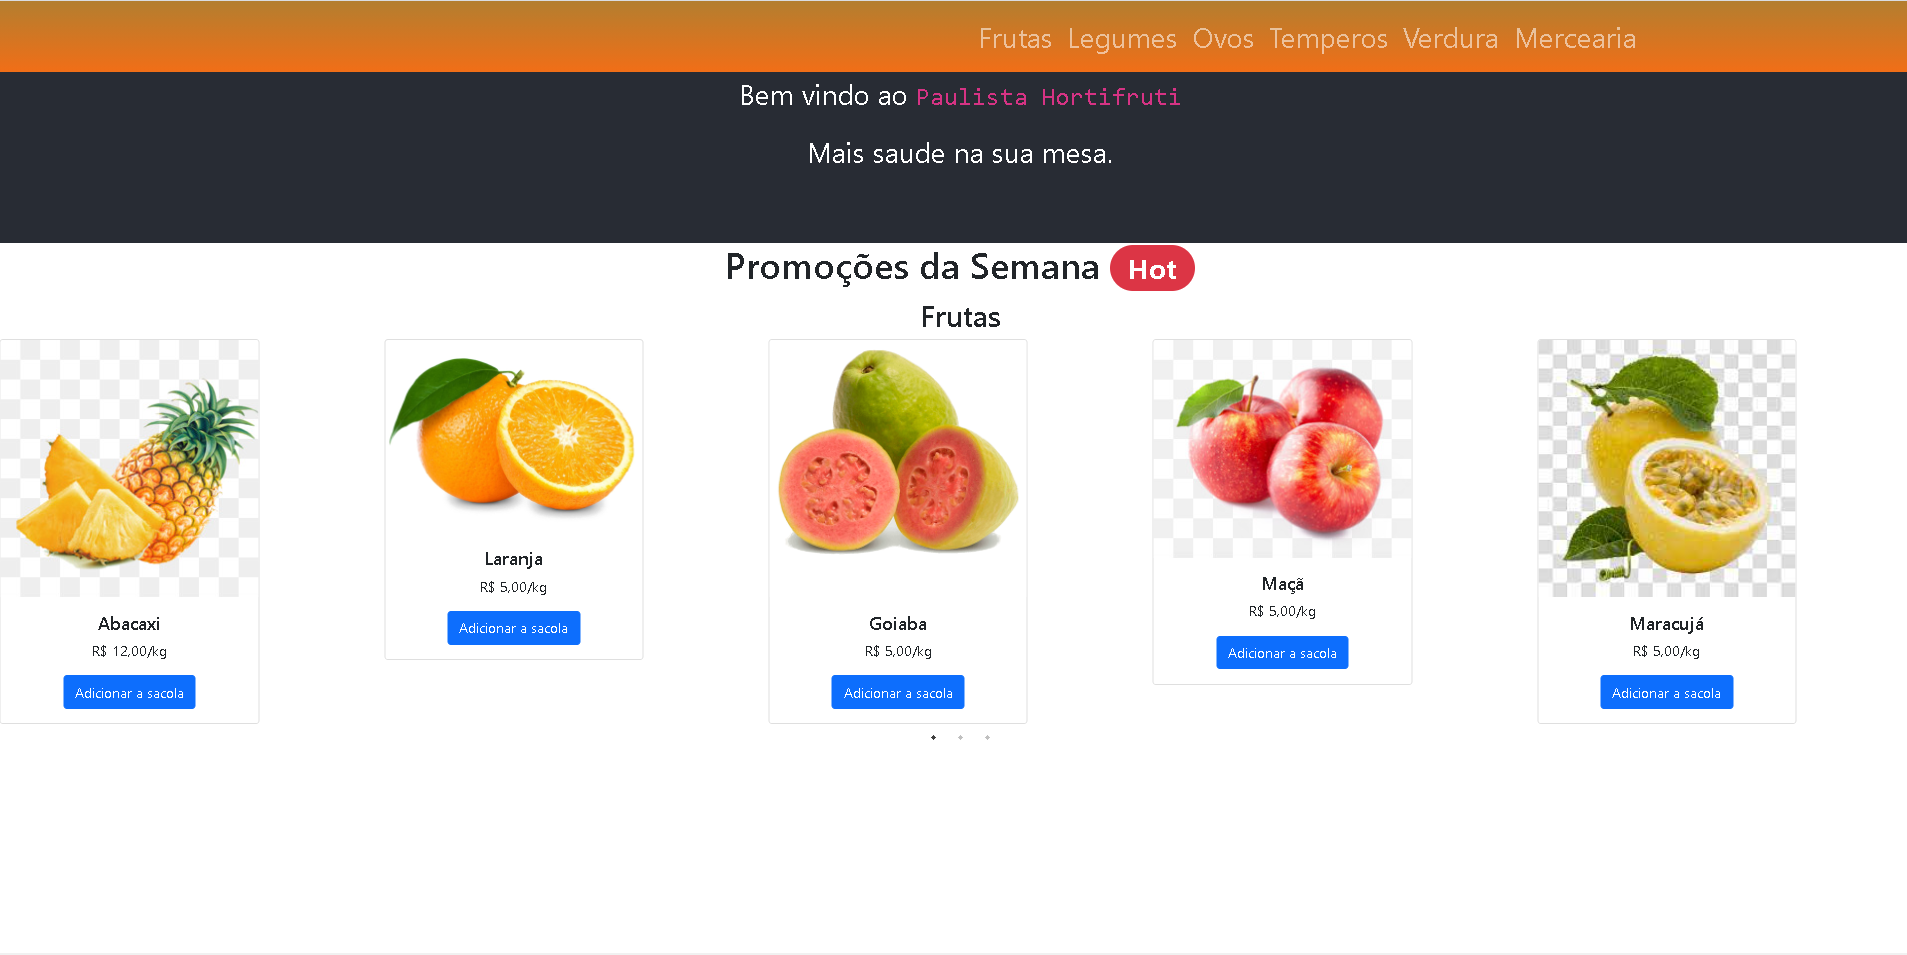 Frutas Legumes Ovos Temperos Verdura Mercearia
Bem vindo ao Paulista Hortifruti
Mais saude na sua mesa.
Promoções da Semana Hot
Frutas
Abacaxi
R$ 12,00/kg
Adicionar a sacola
Laranja
R$ 5,00/kg
Adicionar a sacola
Goiaba
R$ 5,00/kg
Adicionar a sacola
Maçã
R$ 5,00/kg
Adicionar a sacola
Maracujá
R$ 5,00/kg
Adicionar a sacola